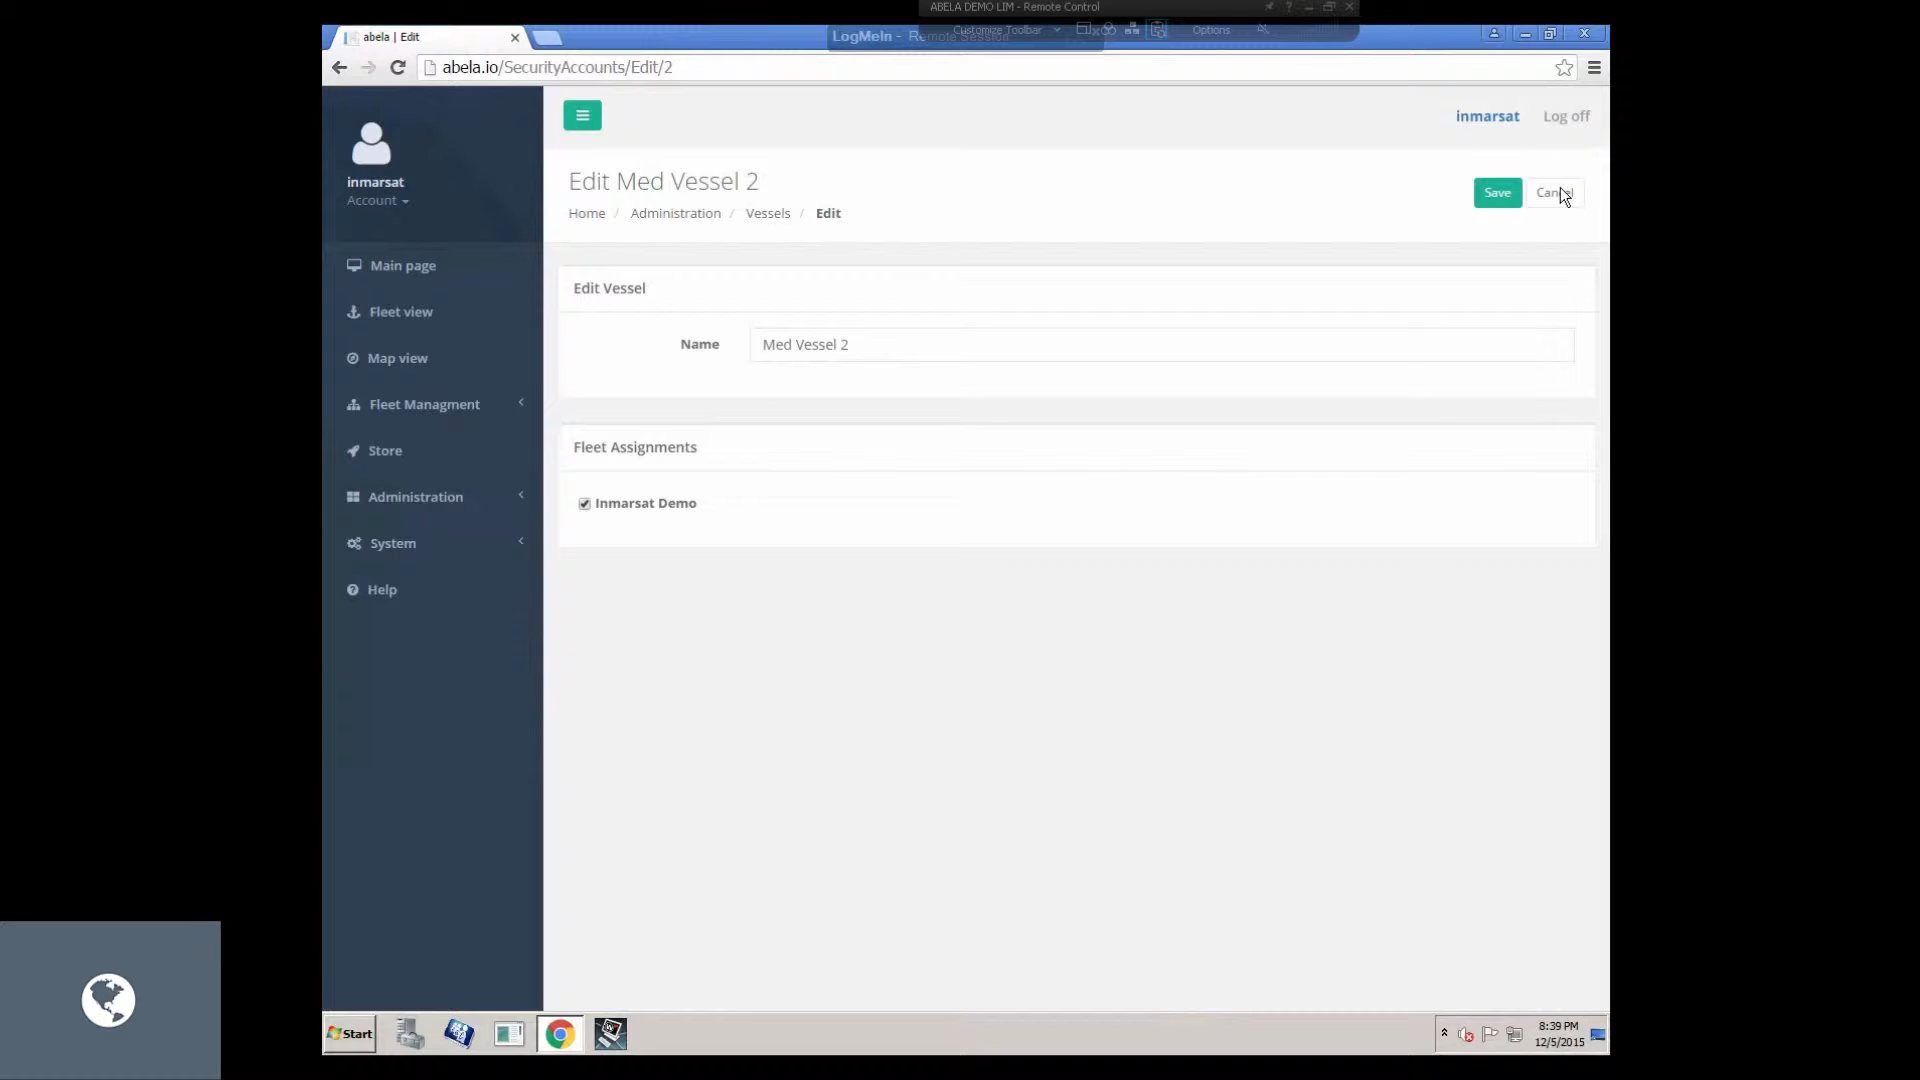 ABELA DEMO LIM - Remote Control
abela | Edit
LogMeIn - Remote Session
Customize Toolbar
Options
abela.io/SecurityAccounts/Edit/2
inmarsat
Log off
inmarsat
Account
Edit Med Vessel 2
Home / Administration / Vessels / Edit
Save
Cancel
Main page
Fleet view
Map view
Fleet Managment
Store
Administration
System
Help
Edit Vessel
Name
Med Vessel 2
Fleet Assignments
Inmarsat Demo
Start
8:39 PM
12/5/2015